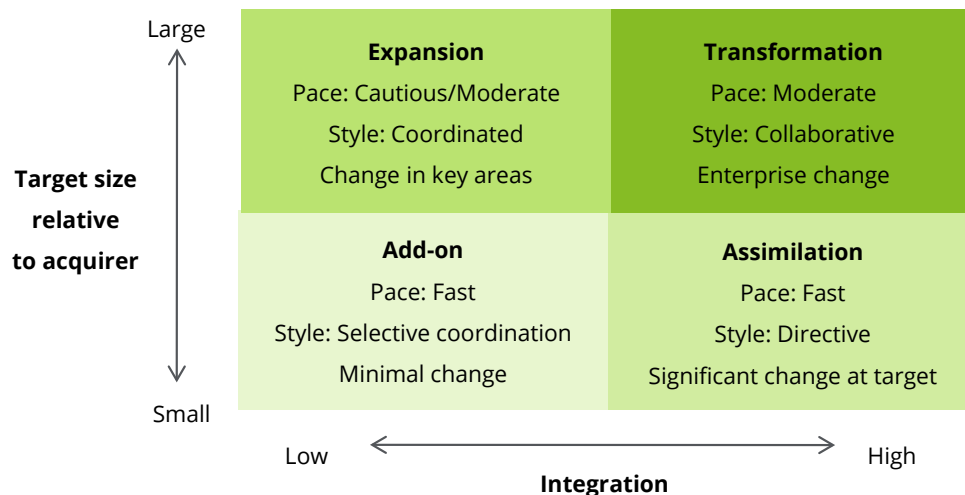 Large
Target size
relative
to acquirer
Small
Expansion
Pace: Cautious/Moderate
Style: Coordinated
Change in key areas
Transformation
Pace: Moderate
Style: Collaborative
Enterprise change
Add-on
Pace: Fast
Style: Selective coordination
Minimal change
Assimilation
Pace: Fast
Style: Directive
Significant change at target
Low
High
Integration